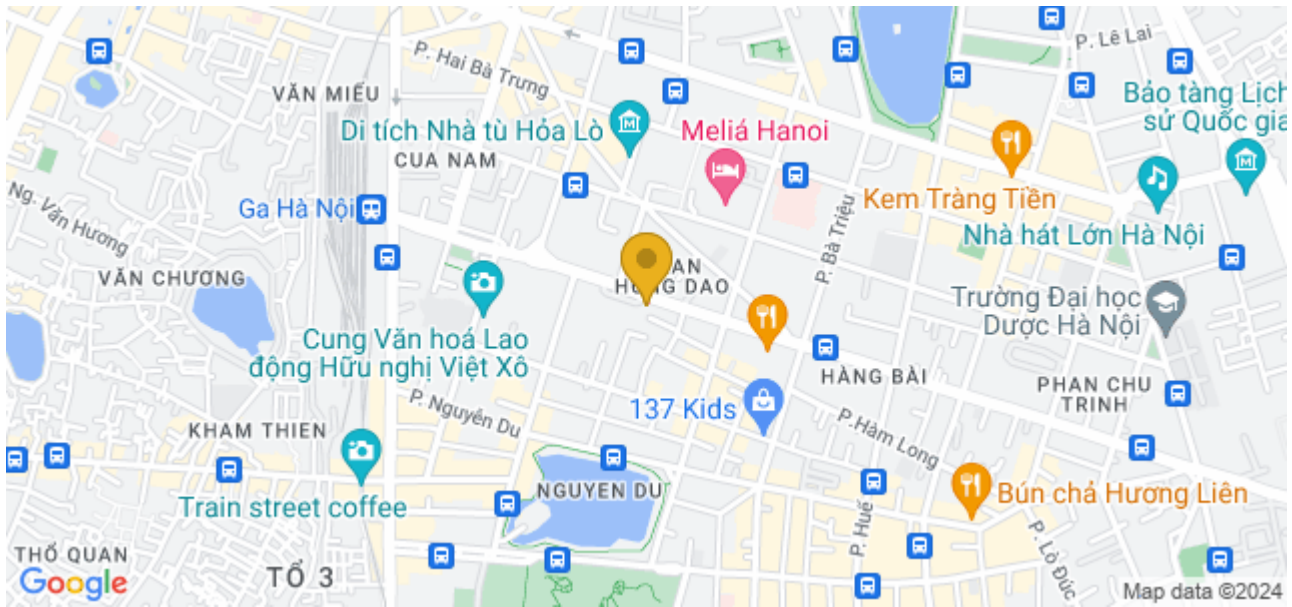 P. Lê Lai
P. Hai Bà Trưng
VĂN MIẾU
Bảo tàng Lịch
sử Quốc gia
Di tích Nhà tù Hỏa Lò
Meliá Hanoi
CUA NAM
Ng. Văn Hương
Ga Hà Nội
Kem Tràng Tiền
P. Bà Triệu
Nhà hát Lớn Hà Nội
VĂN CHƯƠNG
AN
H NG DAO
Trường Đại học
Dược Hà Nội
Cung Văn hoá Lao
động Hữu nghị Việt Xô
HÀNG BÀI
PHAN CHU
TRINH
P. Nguyễn Du
137 Kids
P.Hàm Long
KHAM THIEN
Train street coffee
NGUYEN DU
Bún chả Hương Liên
P. Huế
P. Lò Đúc
THỔ QUAN
Google
TỔ 3
Map data ©2024